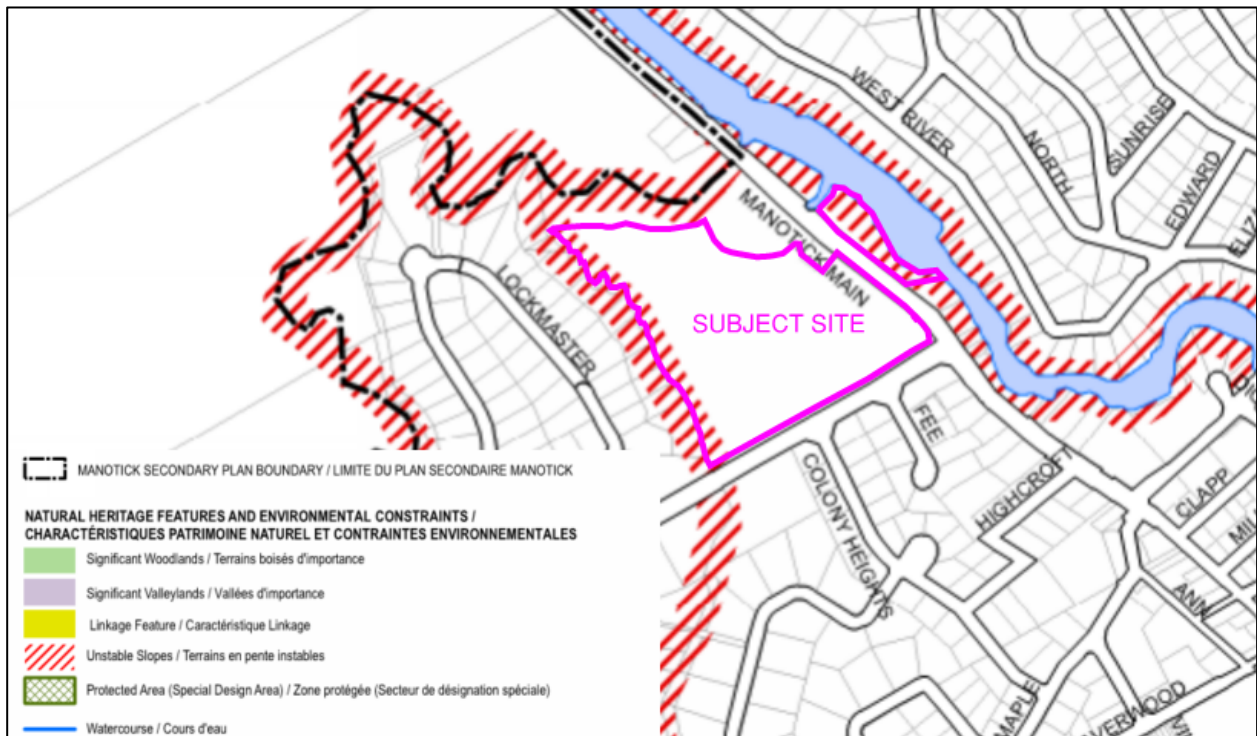 WEST RIVER
NORTH
SUNRISE
EDWARD
MANOTICK MAIN
LOCKMASTER
SUBJECT SITE
FEE
COLONY HEIGHTS
HIGHCROFT
CLAPP
ANN
MAPLE
MANOTICK SECONDARY PLAN BOUNDARY / LIMITE DU PLAN SECONDAIRE MANOTICK
NATURAL HERITAGE FEATURES AND ENVIRONMENTAL CONSTRAINTS /
CHARACTÉRISTIQUES PATRIMOINE NATUREL ET CONTRAINTES ENVIRONNEMENTALES
Significant Woodlands / Terrains boisés d'importance
Significant Valleylands / Vallées d'importance
Linkage Feature / Caractéristique Linkage
Unstable Slopes / Terrains en pente instables
Protected Area (Special Design Area) / Zone protégée (Secteur de désignation spéciale)
Watercourse / Cours d'eau